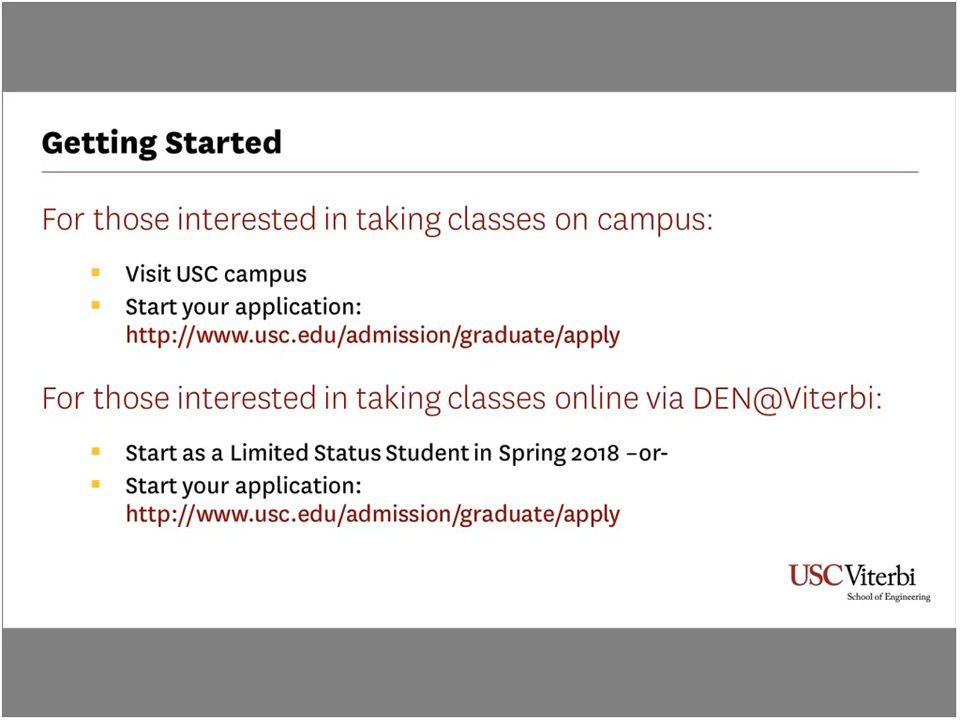 Getting Started
For those interested in taking classes on campus:
Visit USC campus
Start your application:
http://www.usc.edu/admission/graduate/apply
For those interested in taking classes online via DEN@Viterbi:
Start as a Limited Status Student in Spring 2018 –or-
Start your application:
http://www.usc.edu/admission/graduate/apply
USC Viterbi
School of Engineering